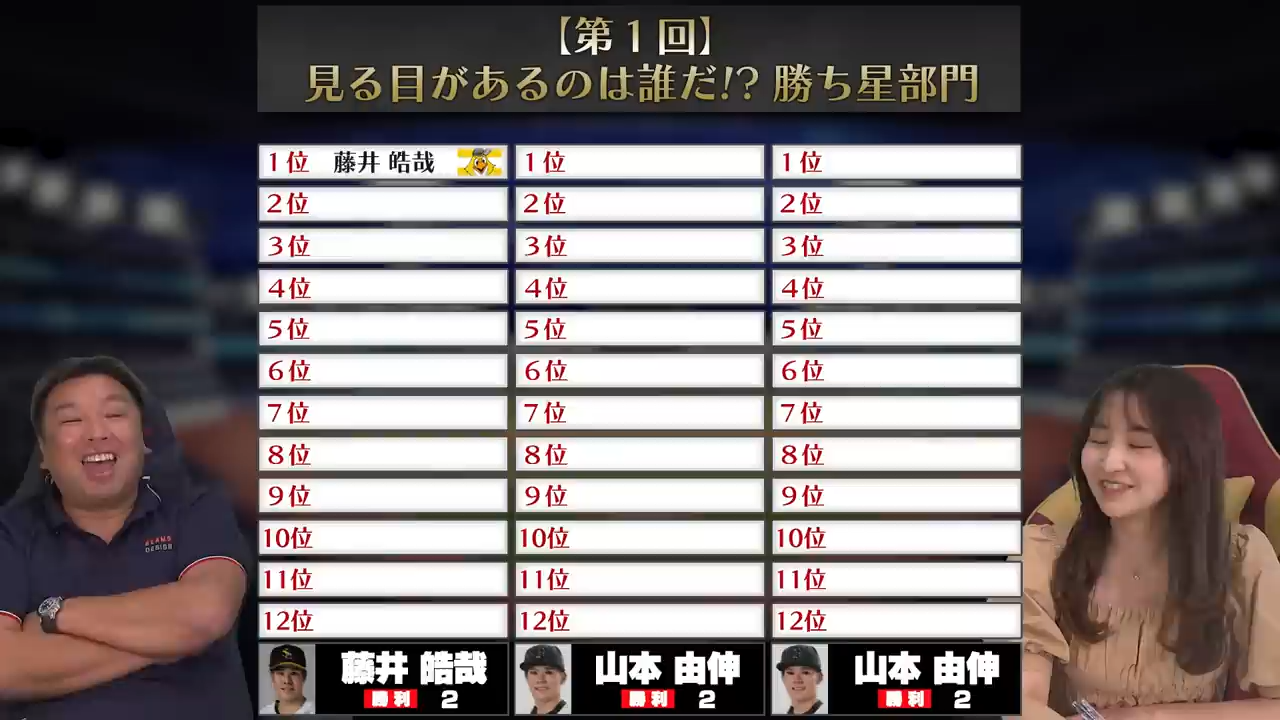 【第1回】
見る目があるのは誰だ!? 勝ち星部門
1位 藤井 皓哉
2位
3位
4位
5位
6位
7位
8位
9位
10位
11位
12位
藤井 皓哉
勝利 2
1位
2位
3位
4位
5位
6位
7位
8位
9位
10位
11位
12位
山本 由伸
勝利 2
1位
2位
3位
4位
5位
6位
7位
8位
9位
10位
11位
12位
山本 由伸
勝利 2